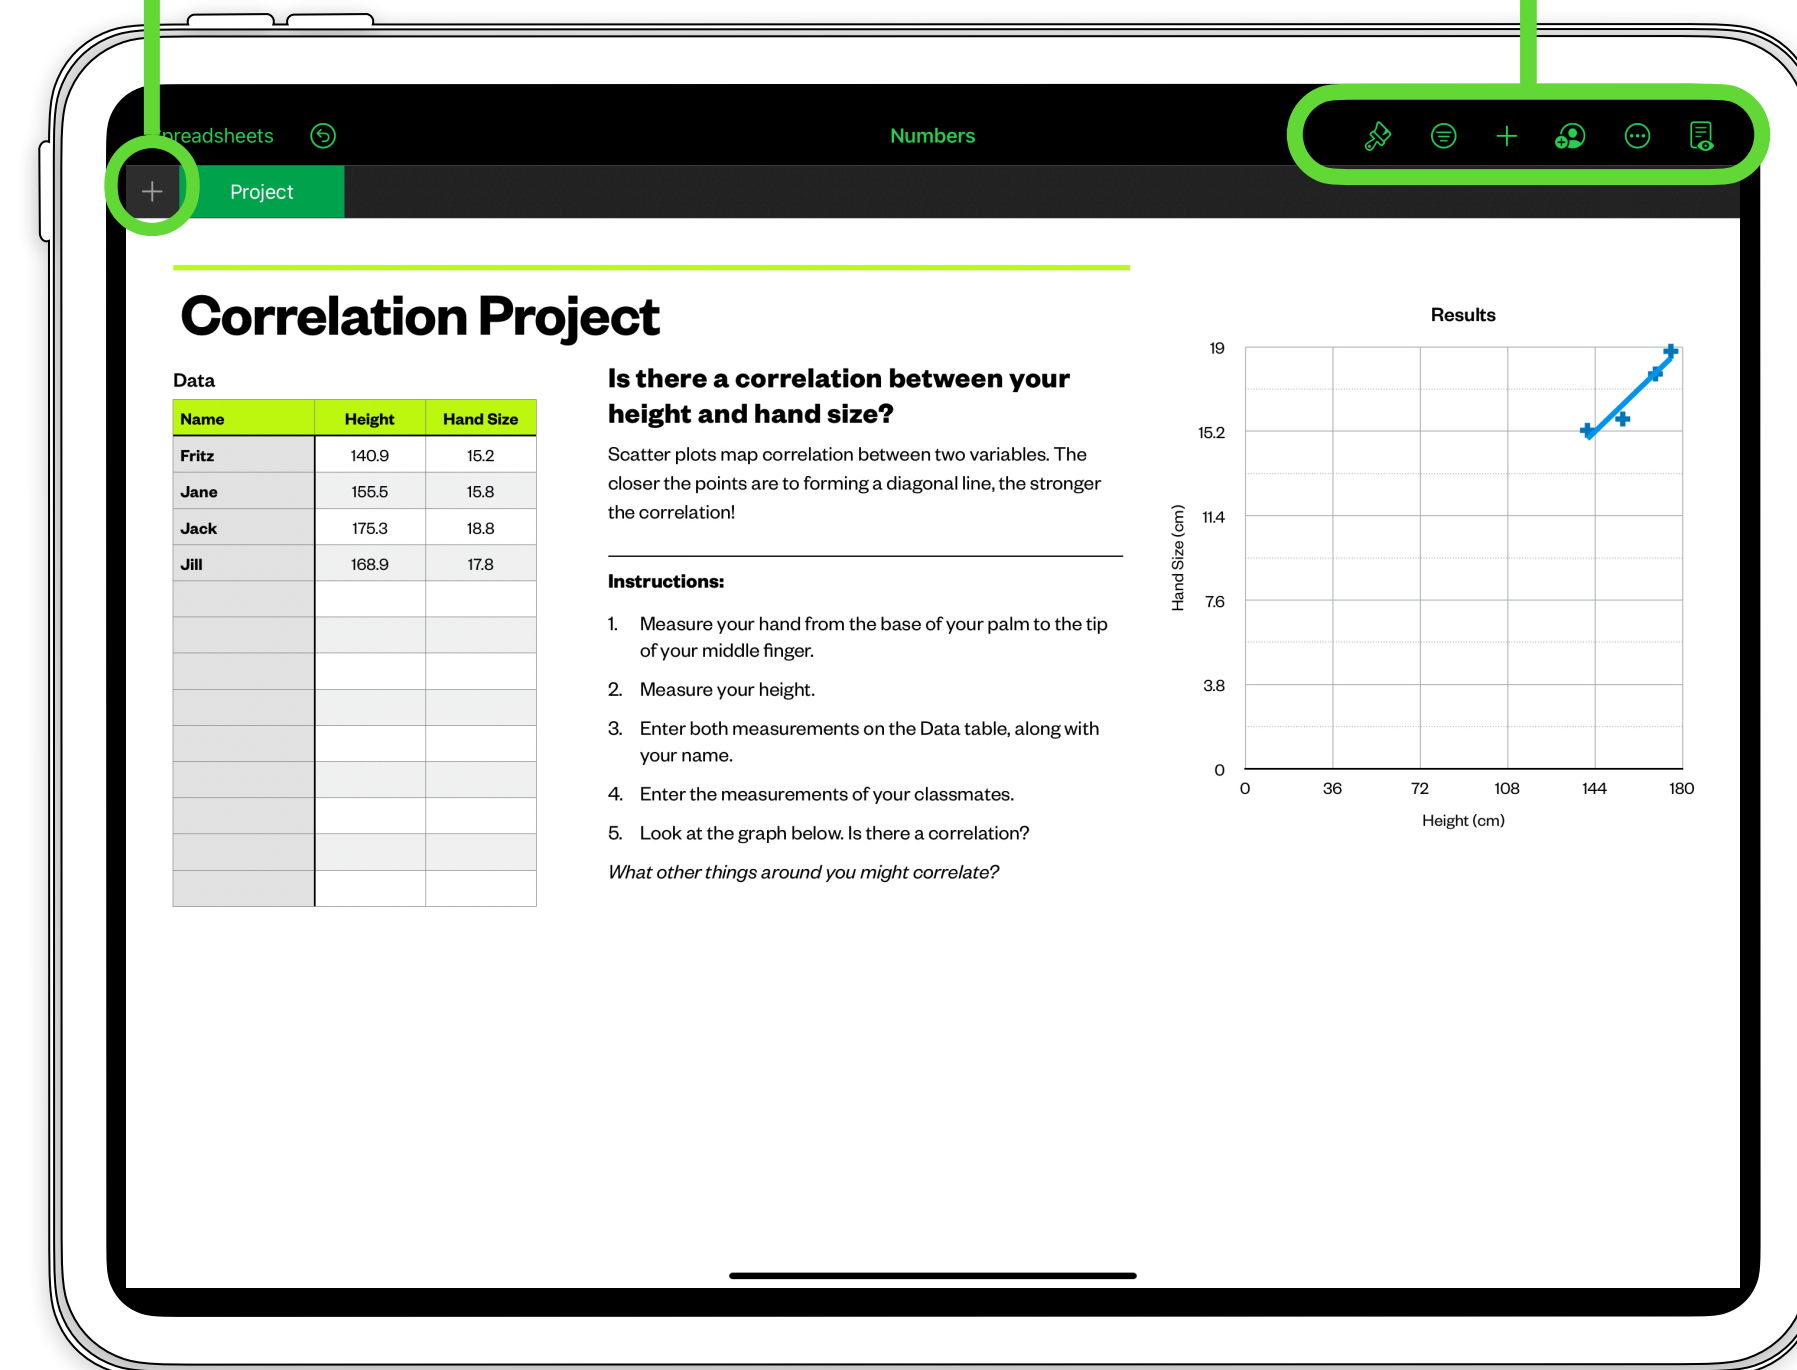 preadsheets
Numbers
Project
Correlation Project
Data
Name Height Hand Size
Fritz 140.9 15.2
Jane 155.5 15.8
Jack 175.3 18.8
Jill 168.9 17.8
Is there a correlation between your
height and hand size?
Scatter plots map correlation between two variables. The
closer the points are to forming a diagonal line, the stronger
the correlation!
Instructions:
1. Measure your hand from the base of your palm to the tip
of your middle finger.
2. Measure your height.
3. Enter both measurements on the Data table, along with
your name.
4. Enter the measurements of your classmates.
5. Look at the graph below. Is there a correlation?
What other things around you might correlate?
Results
19
15.2
11.4
7.6
3.8
0
Hand Size (cm)
0 36 72 108 144 180
Height (cm)